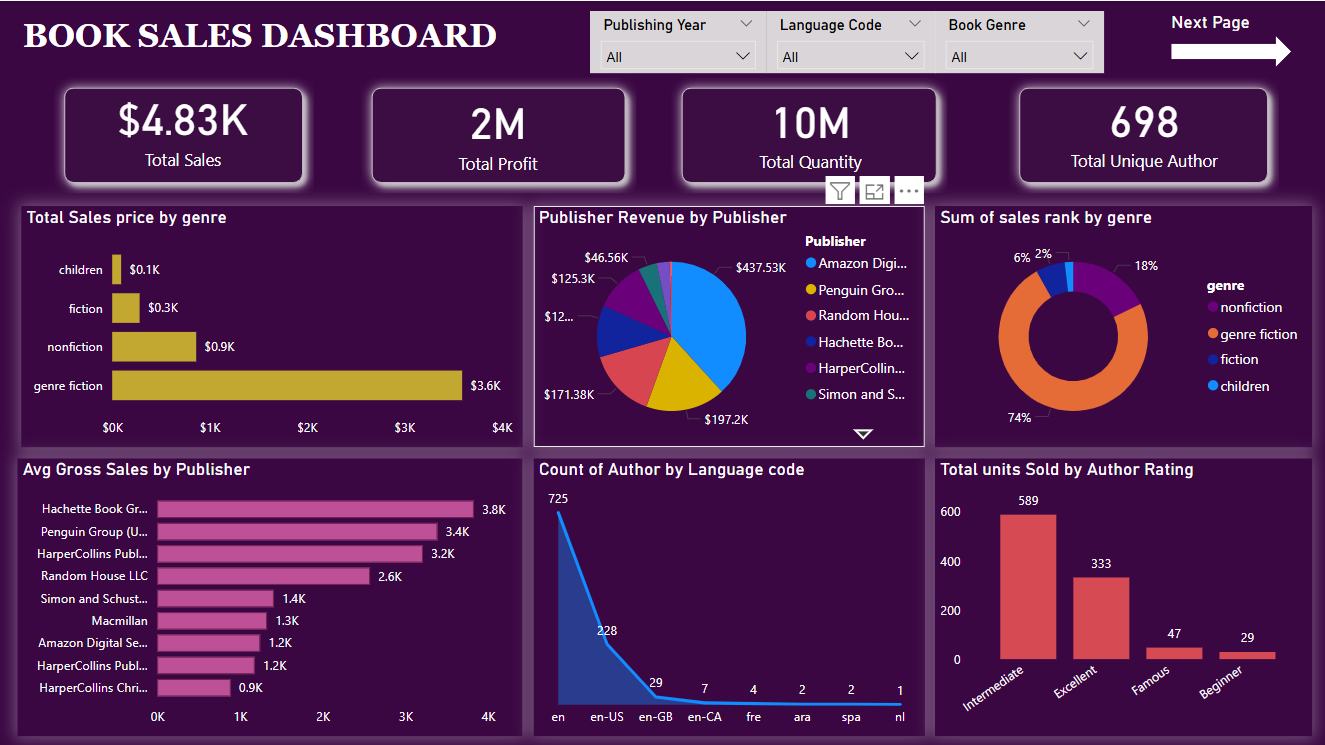 BOOK SALES DASHBOARD
Publishing Year
All
Language Code
All
Book Genre
All
Next Page
$4.83K
Total Sales
2M
Total Profit
10M
Total Quantity
698
Total Unique Author
Total Sales price by genre
children
$0.1K
fiction
$0.3K
nonfiction
$0.9K
genre fiction
$3.6K
$0K
$1K
$2K
$3K
$4K
Publisher Revenue by Publisher
$46.56K
$125.3K
$12...
$171.38K
$197.2K
$437.53K
Publisher
Amazon Digi...
Penguin Gro...
Random Hou...
Hachette Bo...
HarperCollin...
Simon and S...
Sum of sales rank by genre
6%
2%
18%
74%
genre
nonfiction
genre fiction
fiction
children
Avg Gross Sales by Publisher
Hachette Book Gr...
3.8K
Penguin Group (U...
3.4K
HarperCollins Publ...
3.2K
Random House LLC
2.6K
Simon and Schust...
1.4K
Macmillan
1.3K
Amazon Digital Se...
1.2K
HarperCollins Publ...
1.2K
HarperCollins Chri...
0.9K
0K
1K
2K
3K
4K
Count of Author by Language code
725
228
29
7
4
2
2
1
en
en-US
en-GB
en-CA
fre
ara
spa
nl
Total units Sold by Author Rating
600
400
200
0
589
333
47
29
Intermediate
Excellent
Famous
Beginner